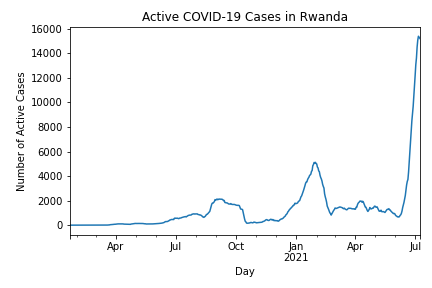 Active COVID-19 Cases in Rwanda
16000
14000
12000
10000
8000
6000
4000
2000
0
Number of Active Cases
Apr Jul Oct Jan Apr Jul
2021
Day